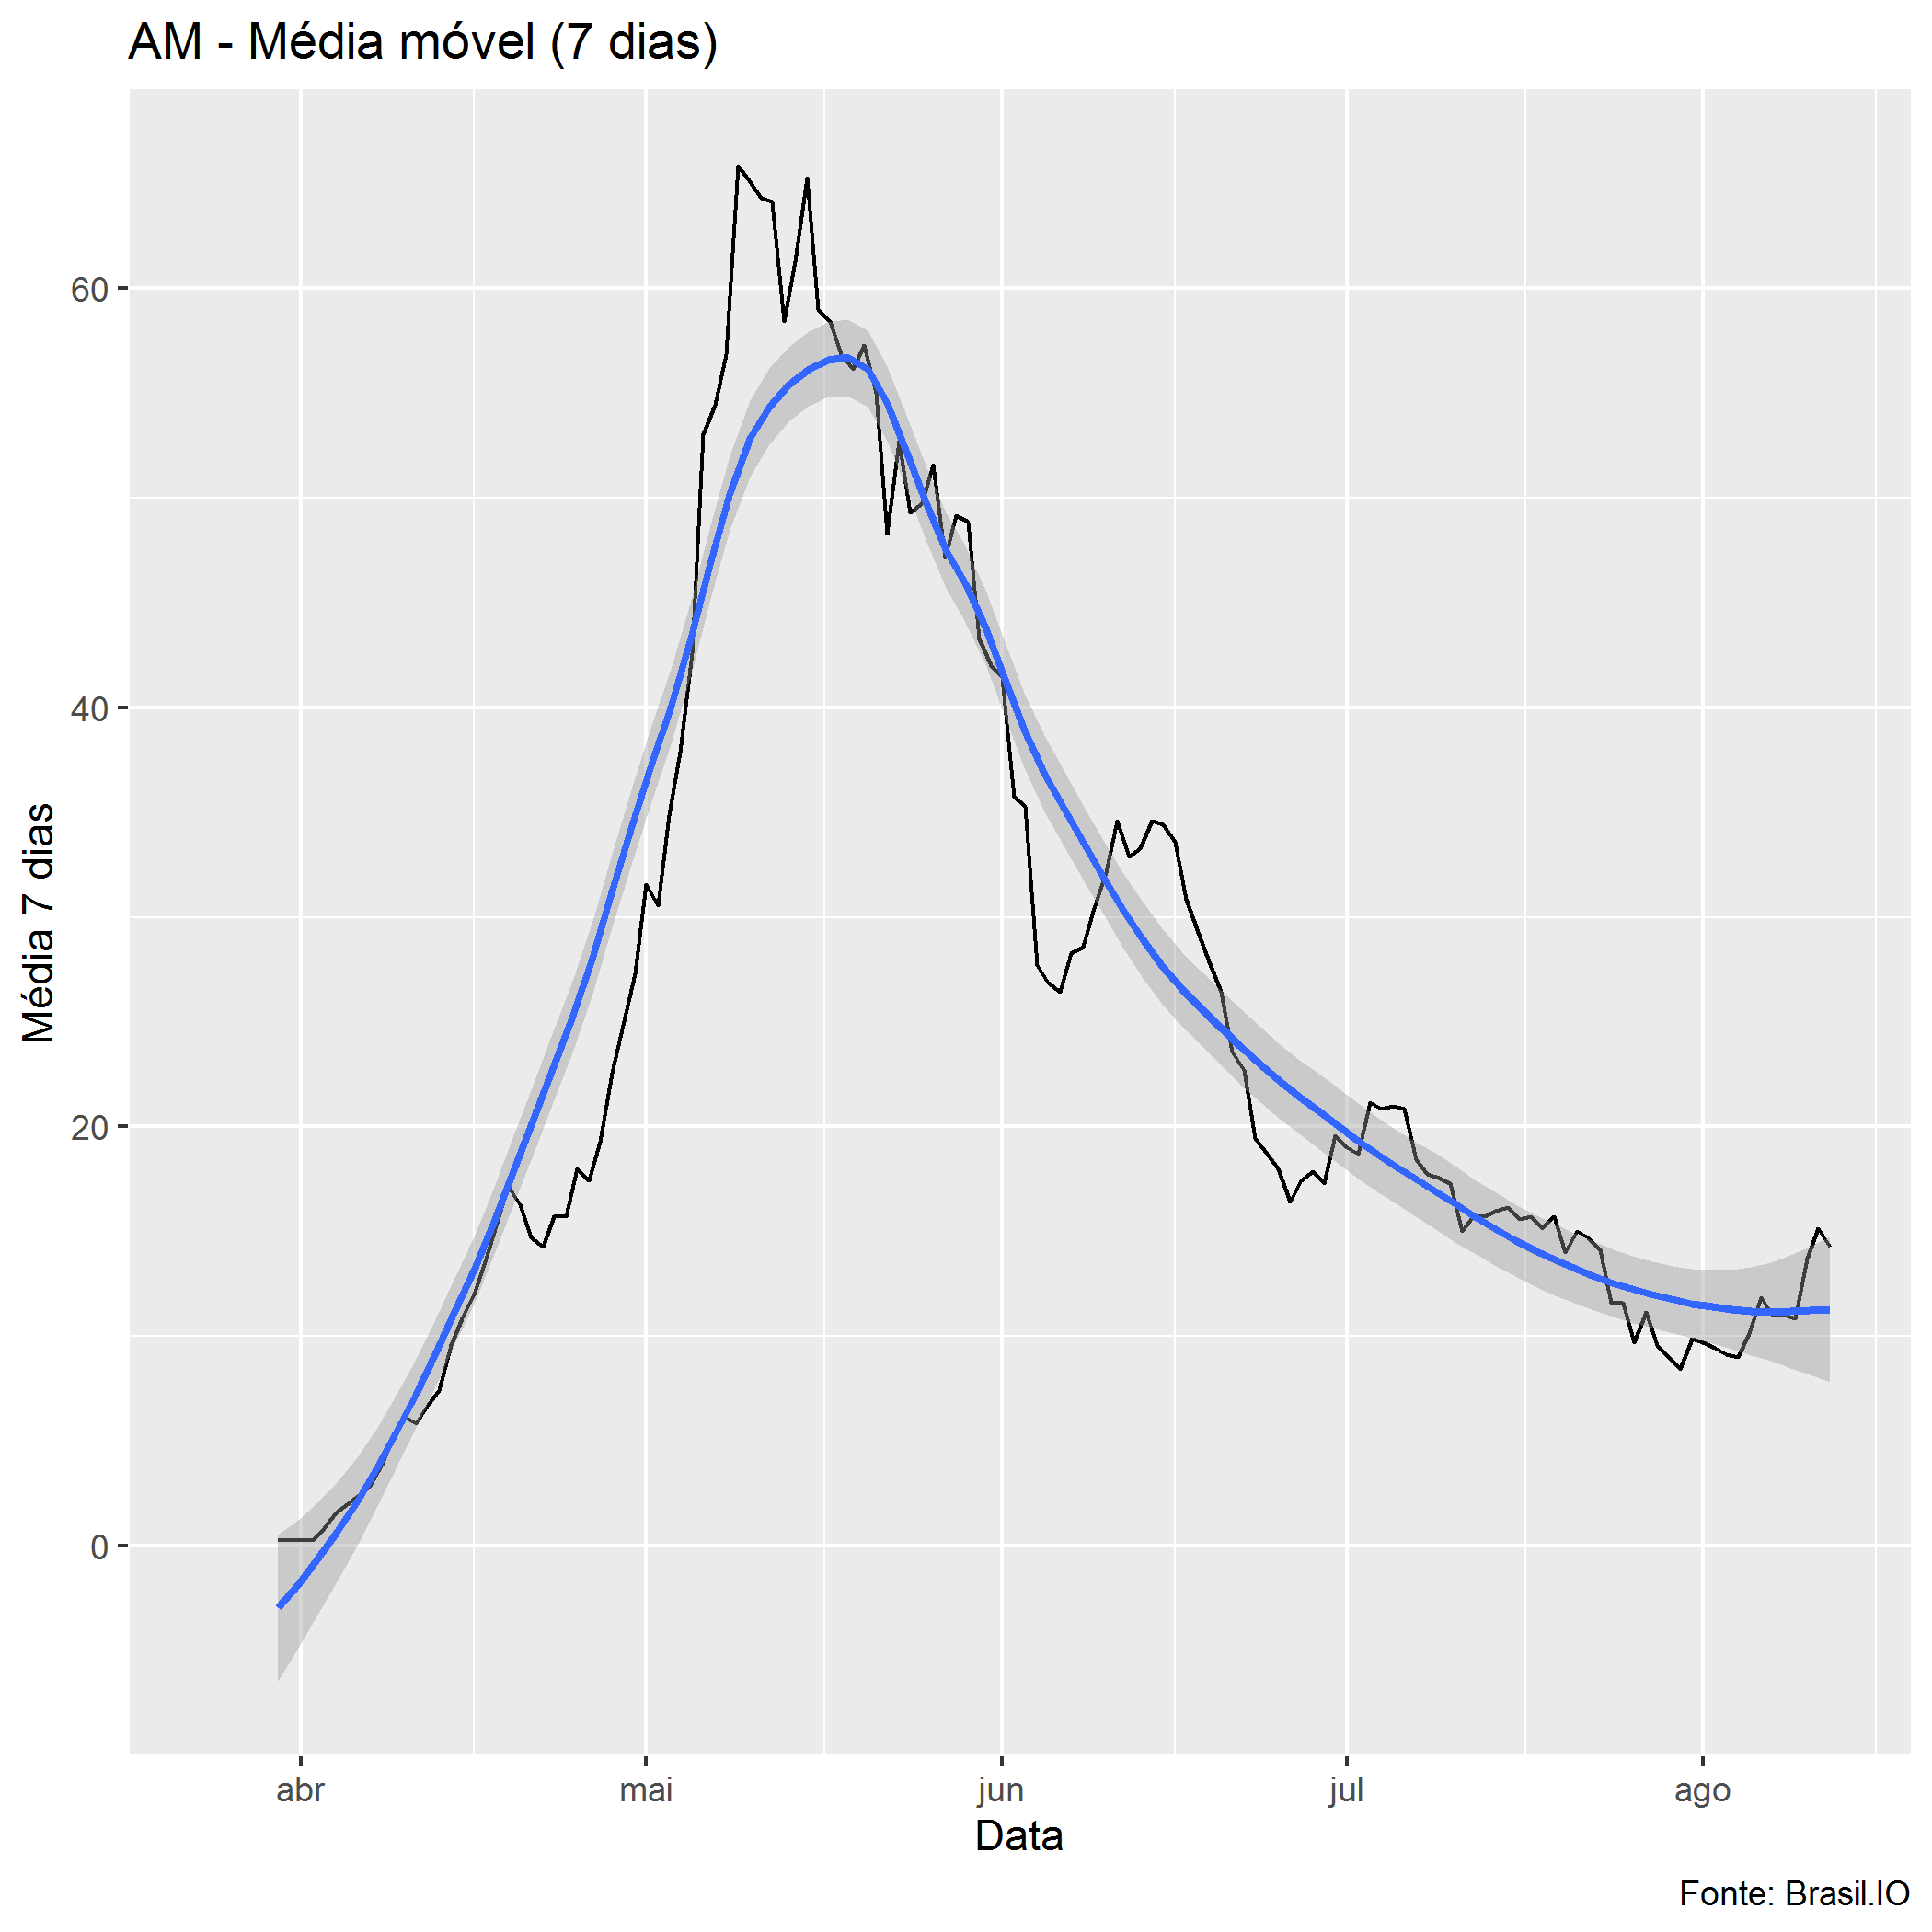 AM - Média móvel (7 dias)
Média 7 dias
60
40
20
0
abr mai jun jul ago
Data
Fonte: Brasil.IO